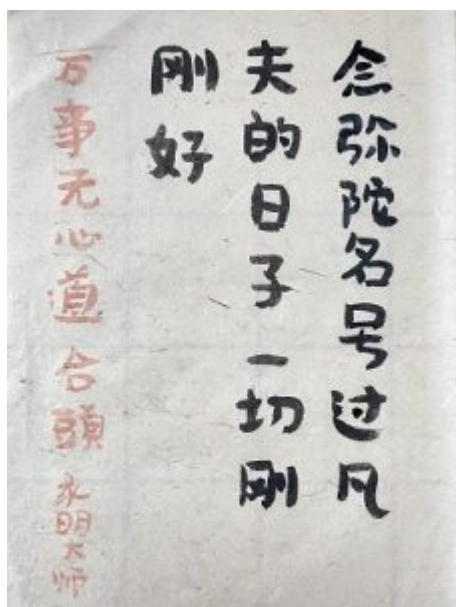 念弥陀名号过凡
夫的日子一切刚
刚好
万事无心道合頭 永明大师